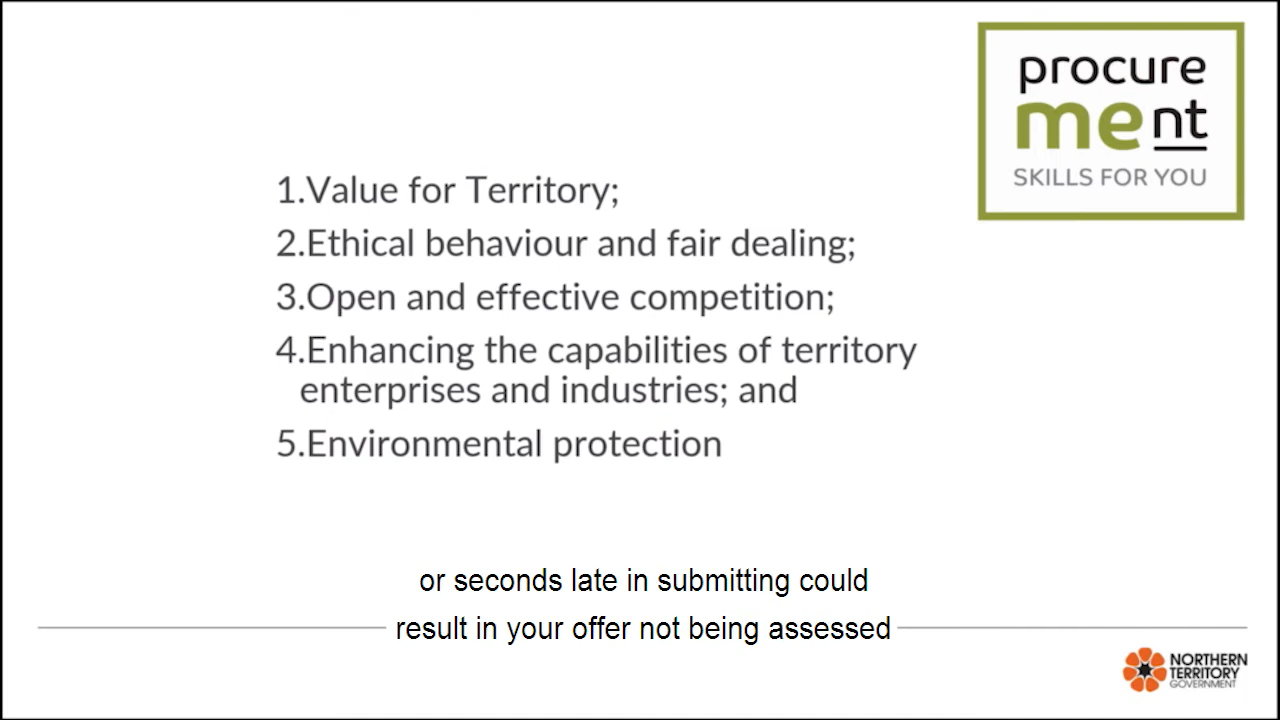 procure
ment
SKILLS FOR YOU
1.Value for Territory;
2.Ethical behaviour and fair dealing;
3.Open and effective competition;
4.Enhancing the capabilities of territory
enterprises and industries; and
5.Environmental protection
or seconds late in submitting could
result in your offer not being assessed
NORTHERN
TERRITORY
GOVERNMENT